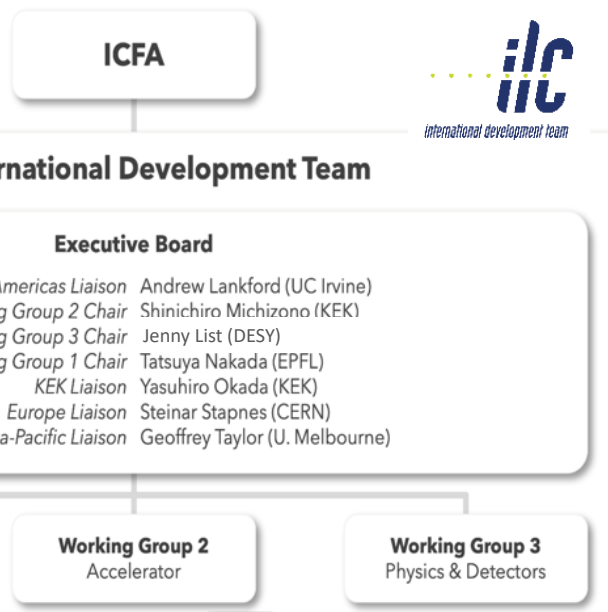 ICFA
ilc
international development team
rnational Development Team
Executive Board
Americas Liaison Andrew Lankford (UC Irvine)
g Group 2 Chair Shinichiro Michizono (KEK)
g Group 3 Chair Jenny List (DESY)
g Group 1 Chair Tatsuya Nakada (EPFL)
KEK Liaison Yasuhiro Okada (KEK)
Europe Liaison Steinar Stapnes (CERN)
a-Pacific Liaison Geoffrey Taylor (U. Melbourne)
Working Group 2
Accelerator
Working Group 3
Physics & Detectors